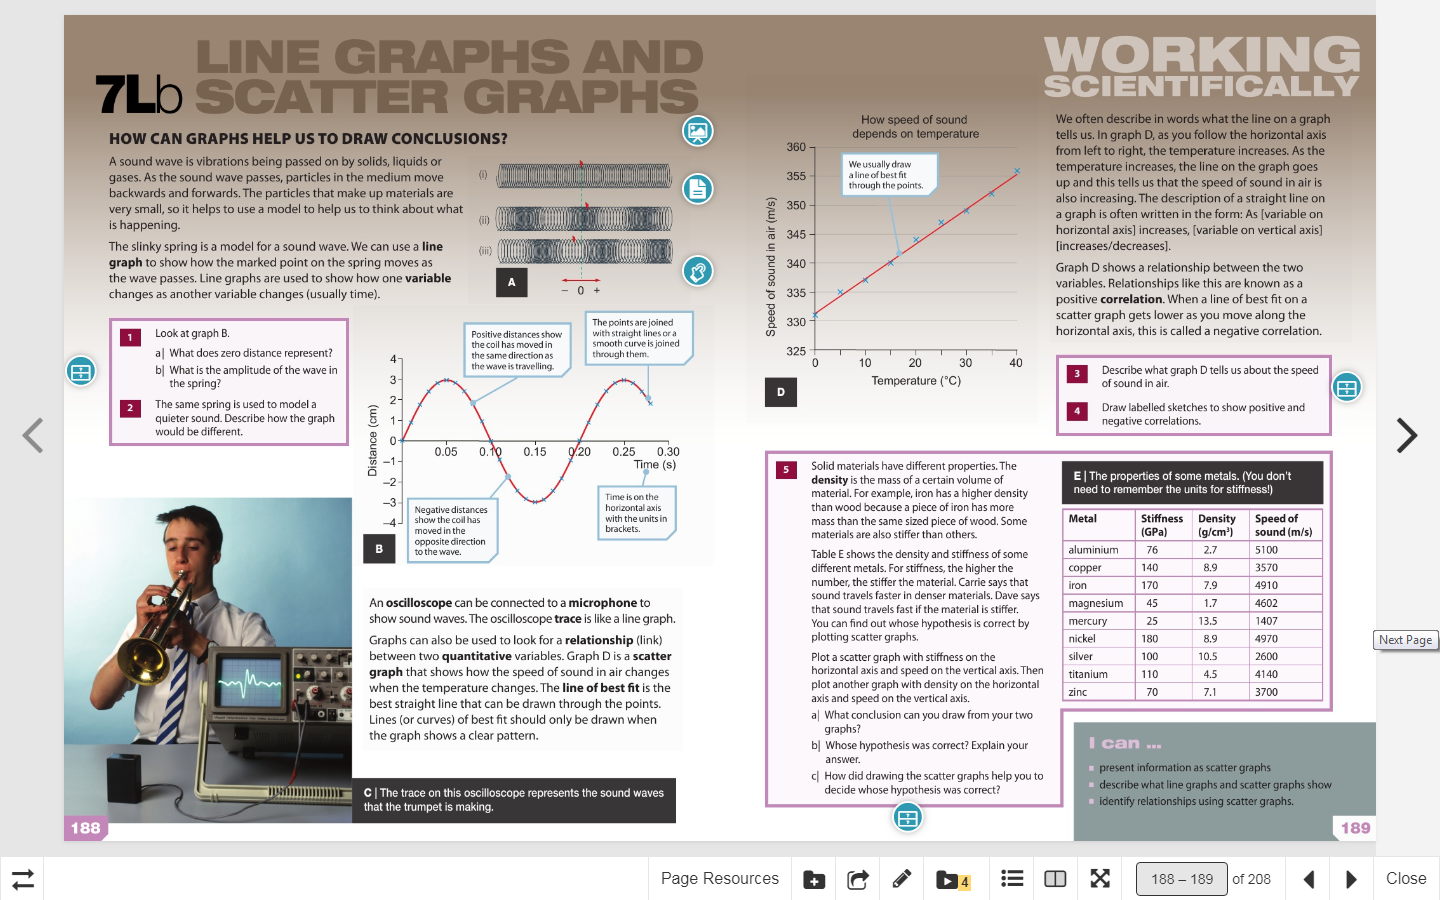 7Lb
LINE GRAPHS AND
SCATTER GRAPHS
HOW CAN GRAPHS HELP US TO DRAW CONCLUSIONS?
A sound wave is vibrations being passed on by solids, liquids or
gases. As the sound wave passes, particles in the medium move
backwards and forwards. The particles that make up materials are
very small, so it helps to use a model to help us to think about what
is happening.
The slinky spring is a model for a sound wave. We can use a line
graph to show how the marked point on the spring moves as
the wave passes. Line graphs are used to show how one variable
changes as another variable changes (usually time).
(i)
(ii)
(iii)
A
– 0 +
1
Look at graph B.
a| What does zero distance represent?
b| What is the amplitude of the wave in
the spring?
2
The same spring is used to model a
quieter sound. Describe how the graph
would be different.
Positive distances show
the coil has moved in
the same direction as
the wave is travelling.
The points are joined
with straight lines or a
smooth curve is joined
through them.
Distance (cm)
4
3
2
1
0
–1
–2
–3
–4
0.05 0.10 0.15 0.20 0.25 0.30
Time (s)
Negative distances
show the coil has
moved in the
opposite direction
to the wave.
Time is on the
horizontal axis
with the units in
brackets.
B
An oscilloscope can be connected to a microphone to
show sound waves. The oscilloscope trace is like a line graph.
Graphs can also be used to look for a relationship (link)
between two quantitative variables. Graph D is a scatter
graph that shows how the speed of sound in air changes
when the temperature changes. The line of best fit is the
best straight line that can be drawn through the points.
Lines (or curves) of best fit should only be drawn when
the graph shows a clear pattern.
C | The trace on this oscilloscope represents the sound waves
that the trumpet is making.
188
WORKING
SCIENTIFICALLY
How speed of sound
depends on temperature
We usually draw
a line of best fit
through the points.
Speed of sound in air (m/s)
360
355
350
345
340
335
330
325
0 10 20 30 40
Temperature (°C)
D
We often describe in words what the line on a graph
tells us. In graph D, as you follow the horizontal axis
from left to right, the temperature increases. As the
temperature increases, the line on the graph goes
up and this tells us that the speed of sound in air is
also increasing. The description of a straight line on
a graph is often written in the form: As [variable on
horizontal axis] increases, [variable on vertical axis]
[increases/decreases].
Graph D shows a relationship between the two
variables. Relationships like this are known as a
positive correlation. When a line of best fit on a
scatter graph gets lower as you move along the
horizontal axis, this is called a negative correlation.
3
Describe what graph D tells us about the speed
of sound in air.
4
Draw labelled sketches to show positive and
negative correlations.
5
Solid materials have different properties. The
density is the mass of a certain volume of
material. For example, iron has a higher density
than wood because a piece of iron has more
mass than the same sized piece of wood. Some
materials are also stiffer than others.
Table E shows the density and stiffness of some
different metals. For stiffness, the higher the
number, the stiffer the material. Carrie says that
sound travels faster in denser materials. Dave says
that sound travels fast if the material is stiffer.
You can find out whose hypothesis is correct by
plotting scatter graphs.
Plot a scatter graph with stiffness on the
horizontal axis and speed on the vertical axis. Then
plot another graph with density on the horizontal
axis and speed on the vertical axis.
a| What conclusion can you draw from your two
graphs?
b| Whose hypothesis was correct? Explain your
answer.
c| How did drawing the scatter graphs help you to
decide whose hypothesis was correct?
E | The properties of some metals. (You don't
need to remember the units for stiffness!)
Metal Stiffness (GPa) Density (g/cm³) Speed of sound (m/s)
aluminium 76 2.7 5100
copper 140 8.9 3570
iron 170 7.9 4910
magnesium 45 1.7 4602
mercury 25 13.5 1407
nickel 180 8.9 4970
silver 100 10.5 2600
titanium 110 4.5 4140
zinc 70 7.1 3700
I can ...
present information as scatter graphs
describe what line graphs and scatter graphs show
identify relationships using scatter graphs.
189
Next Page
Page Resources
4
188 – 189 of 208
Close